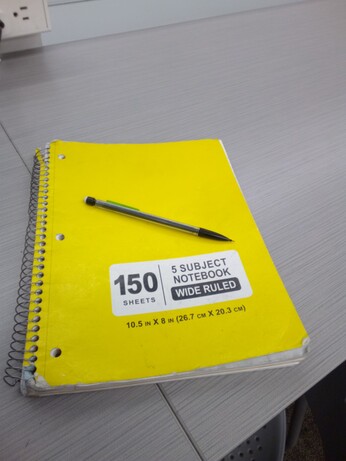 150
SHEETS
5 SUBJECT
NOTEBOOK
WIDE RULED
10.5 IN X 8 IN (26.7 CM X 20.3 CM)